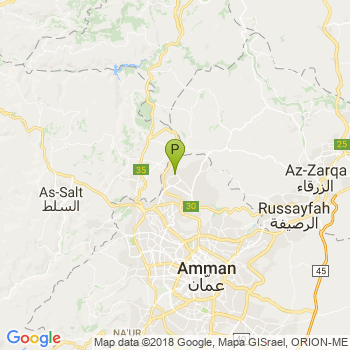 P
25
35
Az-Zarqa
الزرقاء
As-Salt
السلط
30
Russayfah
الرصيفة
Amman
عمان
45
NA'UR
Google
Map data ©2018 Google, Mapa GISrael, ORION-ME